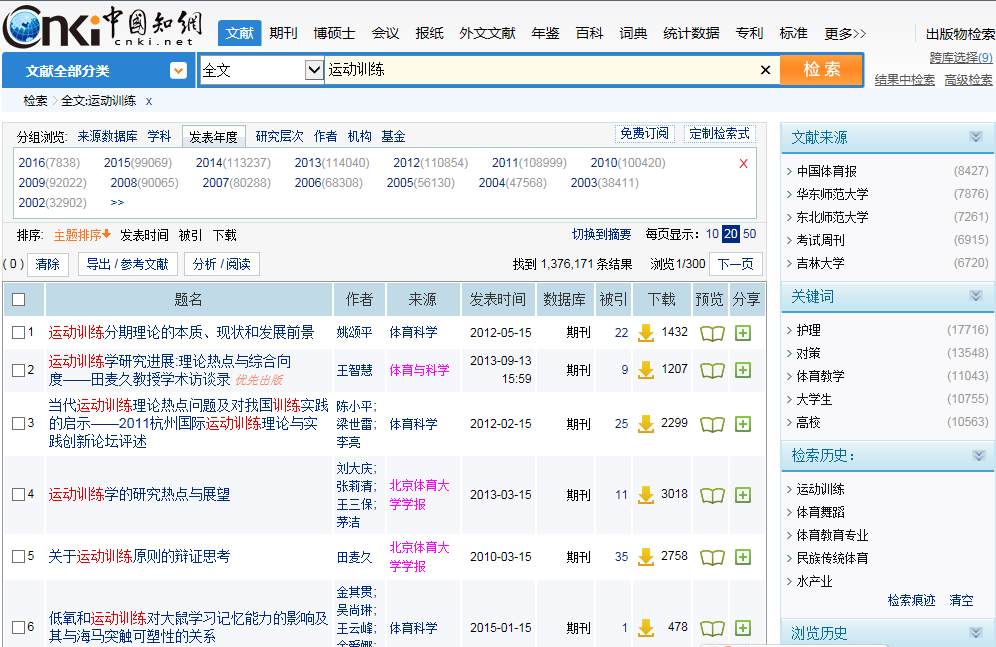 中國知網
cnki.net
文献 期刊 博硕士 会议 报纸 外文文献 年鉴 百科 词典 统计数据 专利 标准 更多>> 出版物检索
文献全部分类 全文 运动训练 × 检索 跨库选择(9)
结果中检索 高级检索
检索 > 全文:运动训练 x
分组浏览: 来源数据库 学科 发表年度 研究层次 作者 机构 基金 免费订阅 定制检索式
2016(7838) 2015(99069) 2014(113237) 2013(114040) 2012(110854) 2011(108999) 2010(100420) X
2009(92022) 2008(90065) 2007(80288) 2006(68308) 2005(56130) 2004(47568) 2003(38411)
2002(32902) >>
排序: 主题排序 发表时间 被引 下载 切换到摘要 每页显示: 10 20 50
(0) 清除 导出 / 参考文献 分析 / 阅读 找到 1,376,171 条结果 浏览1/300 下一页
题名 作者 来源 发表时间 数据库 被引 下载 预览 分享
1 运动训练分期理论的本质、现状和发展前景 姚颂平 体育科学 2012-05-15 期刊 22 1432
2 运动训练学研究进展:理论热点与综合向
度——田麦久教授学术访谈录 优先出版 王智慧 体育与科学 2013-09-13
15:59 期刊 9 1207
3 当代运动训练理论热点问题及对我国训练实践
的启示——2011杭州国际运动训练理论与实
践创新论坛评述 陈小平;
梁世雷;
李亮 体育科学 2012-02-15 期刊 25 2299
4 运动训练学的研究热点与展望 刘大庆;
张莉清;
王三保;
茅洁 北京体育大
学学报 2013-03-15 期刊 11 3018
5 关于运动训练原则的辩证思考 田麦久 北京体育大
学学报 2010-03-15 期刊 35 2758
6 低氧和运动训练对大鼠学习记忆能力的影响及
其与海马突触可塑性的关系 金其贯;
吴尚琳;
王云峰;
体育科学 2015-01-15 期刊 1 478
文献来源
> 中国体育报 (8427)
> 华东师范大学 (7876)
> 东北师范大学 (7261)
> 考试周刊 (6915)
> 吉林大学 (6720)
关键词
> 护理 (17716)
> 对策 (13548)
> 体育教学 (11043)
> 大学生 (10755)
> 高校 (10563)
检索历史：
> 运动训练
> 体育舞蹈
> 体育教育专业
> 民族传统体育
> 水产业
检索痕迹 清空
浏览历史